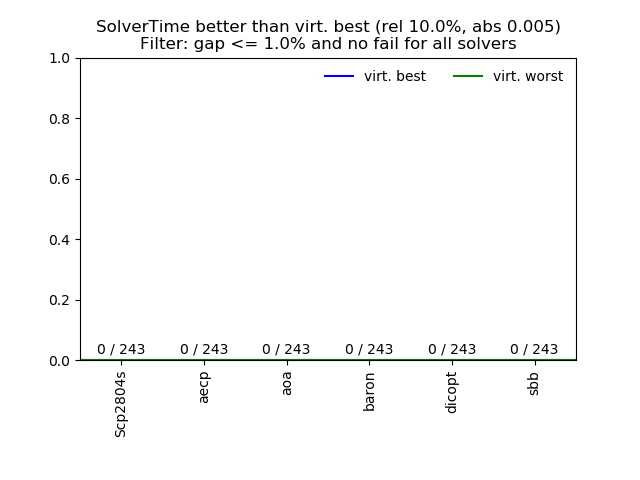 SolverTime better than virt. best (rel 10.0%, abs 0.005)
Filter: gap <= 1.0% and no fail for all solvers
virt. best
virt. worst
1.0
0.8
0.6
0.4
0.2
0.0
0 / 243
0 / 243
0 / 243
0 / 243
0 / 243
0 / 243
Scp2804s
aecp
aoa
baron
dicopt
sbb